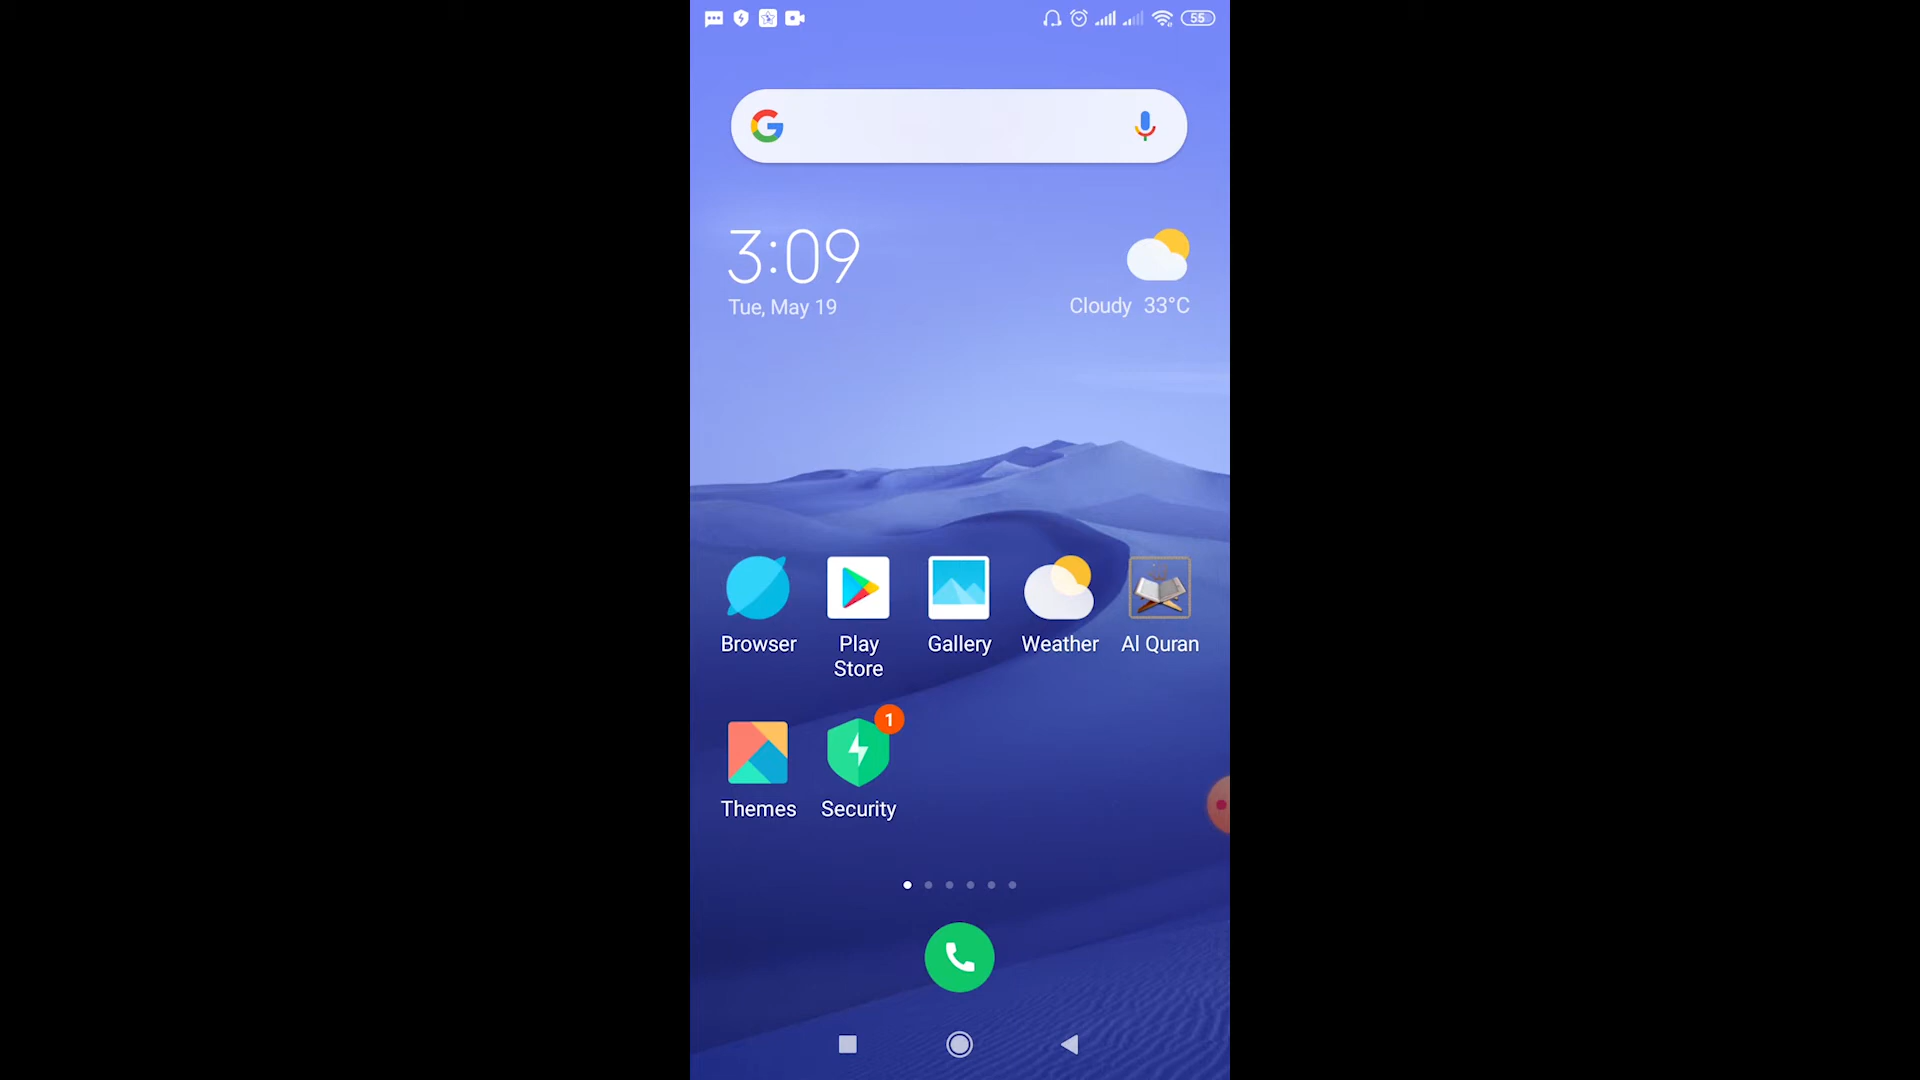 55
3:09
Tue, May 19
Cloudy 33°C
Browser
Play
Store
Gallery
Weather
Al Quran
1
Themes
Security